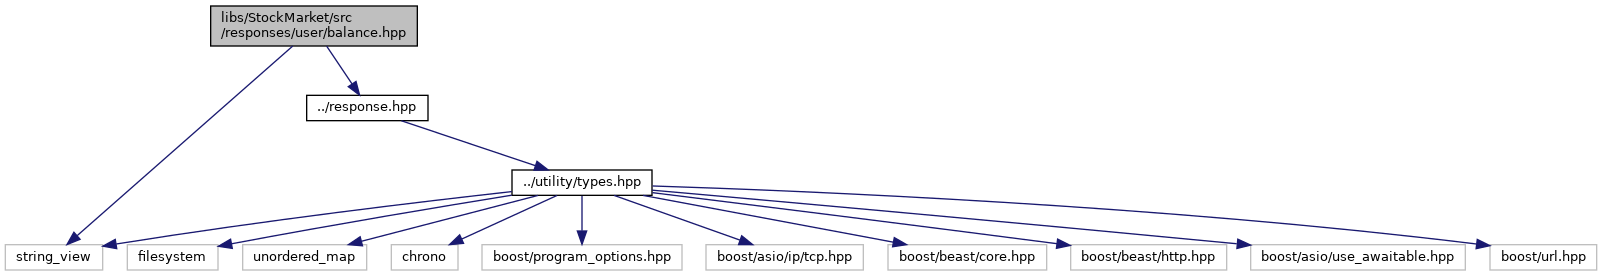 libs/StockMarket/src
/responses/user/balance.hpp
../response.hpp
../utility/types.hpp
string_view
filesystem
unordered_map
chrono
boost/program_options.hpp
boost/asio/ip/tcp.hpp
boost/beast/core.hpp
boost/beast/http.hpp
boost/asio/use_awaitable.hpp
boost/url.hpp